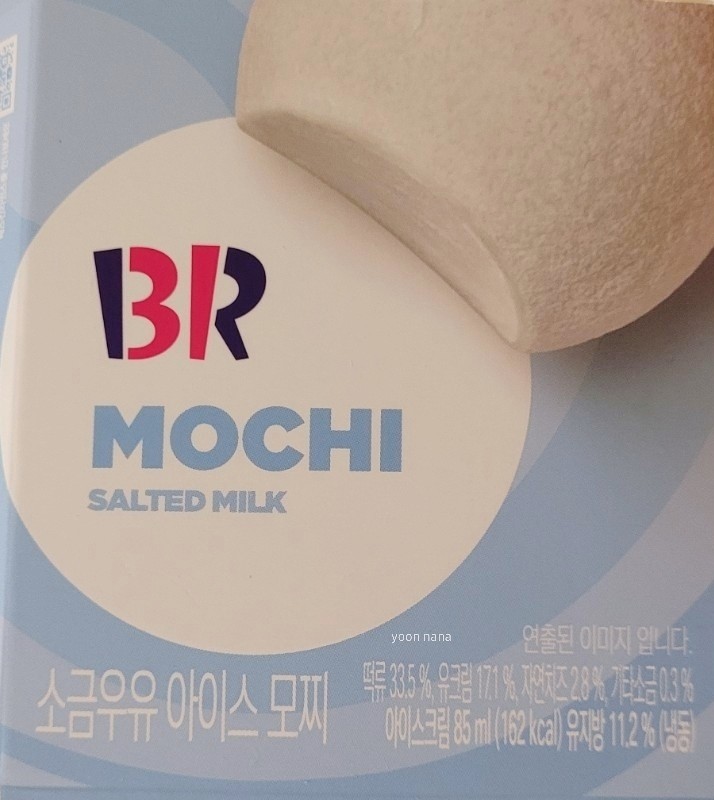 BR
MOCHI
SALTED MILK
yoon nana
연출된 이미지 입니다.
떡류 33.5 %, 유크림 17.1 %, 자연치즈 2.8 %, 기타소금 0.3 %
소금우유 아이스 모찌
아이스크림 85 ml (162 kcal) 유지방 11.2 % (냉동)